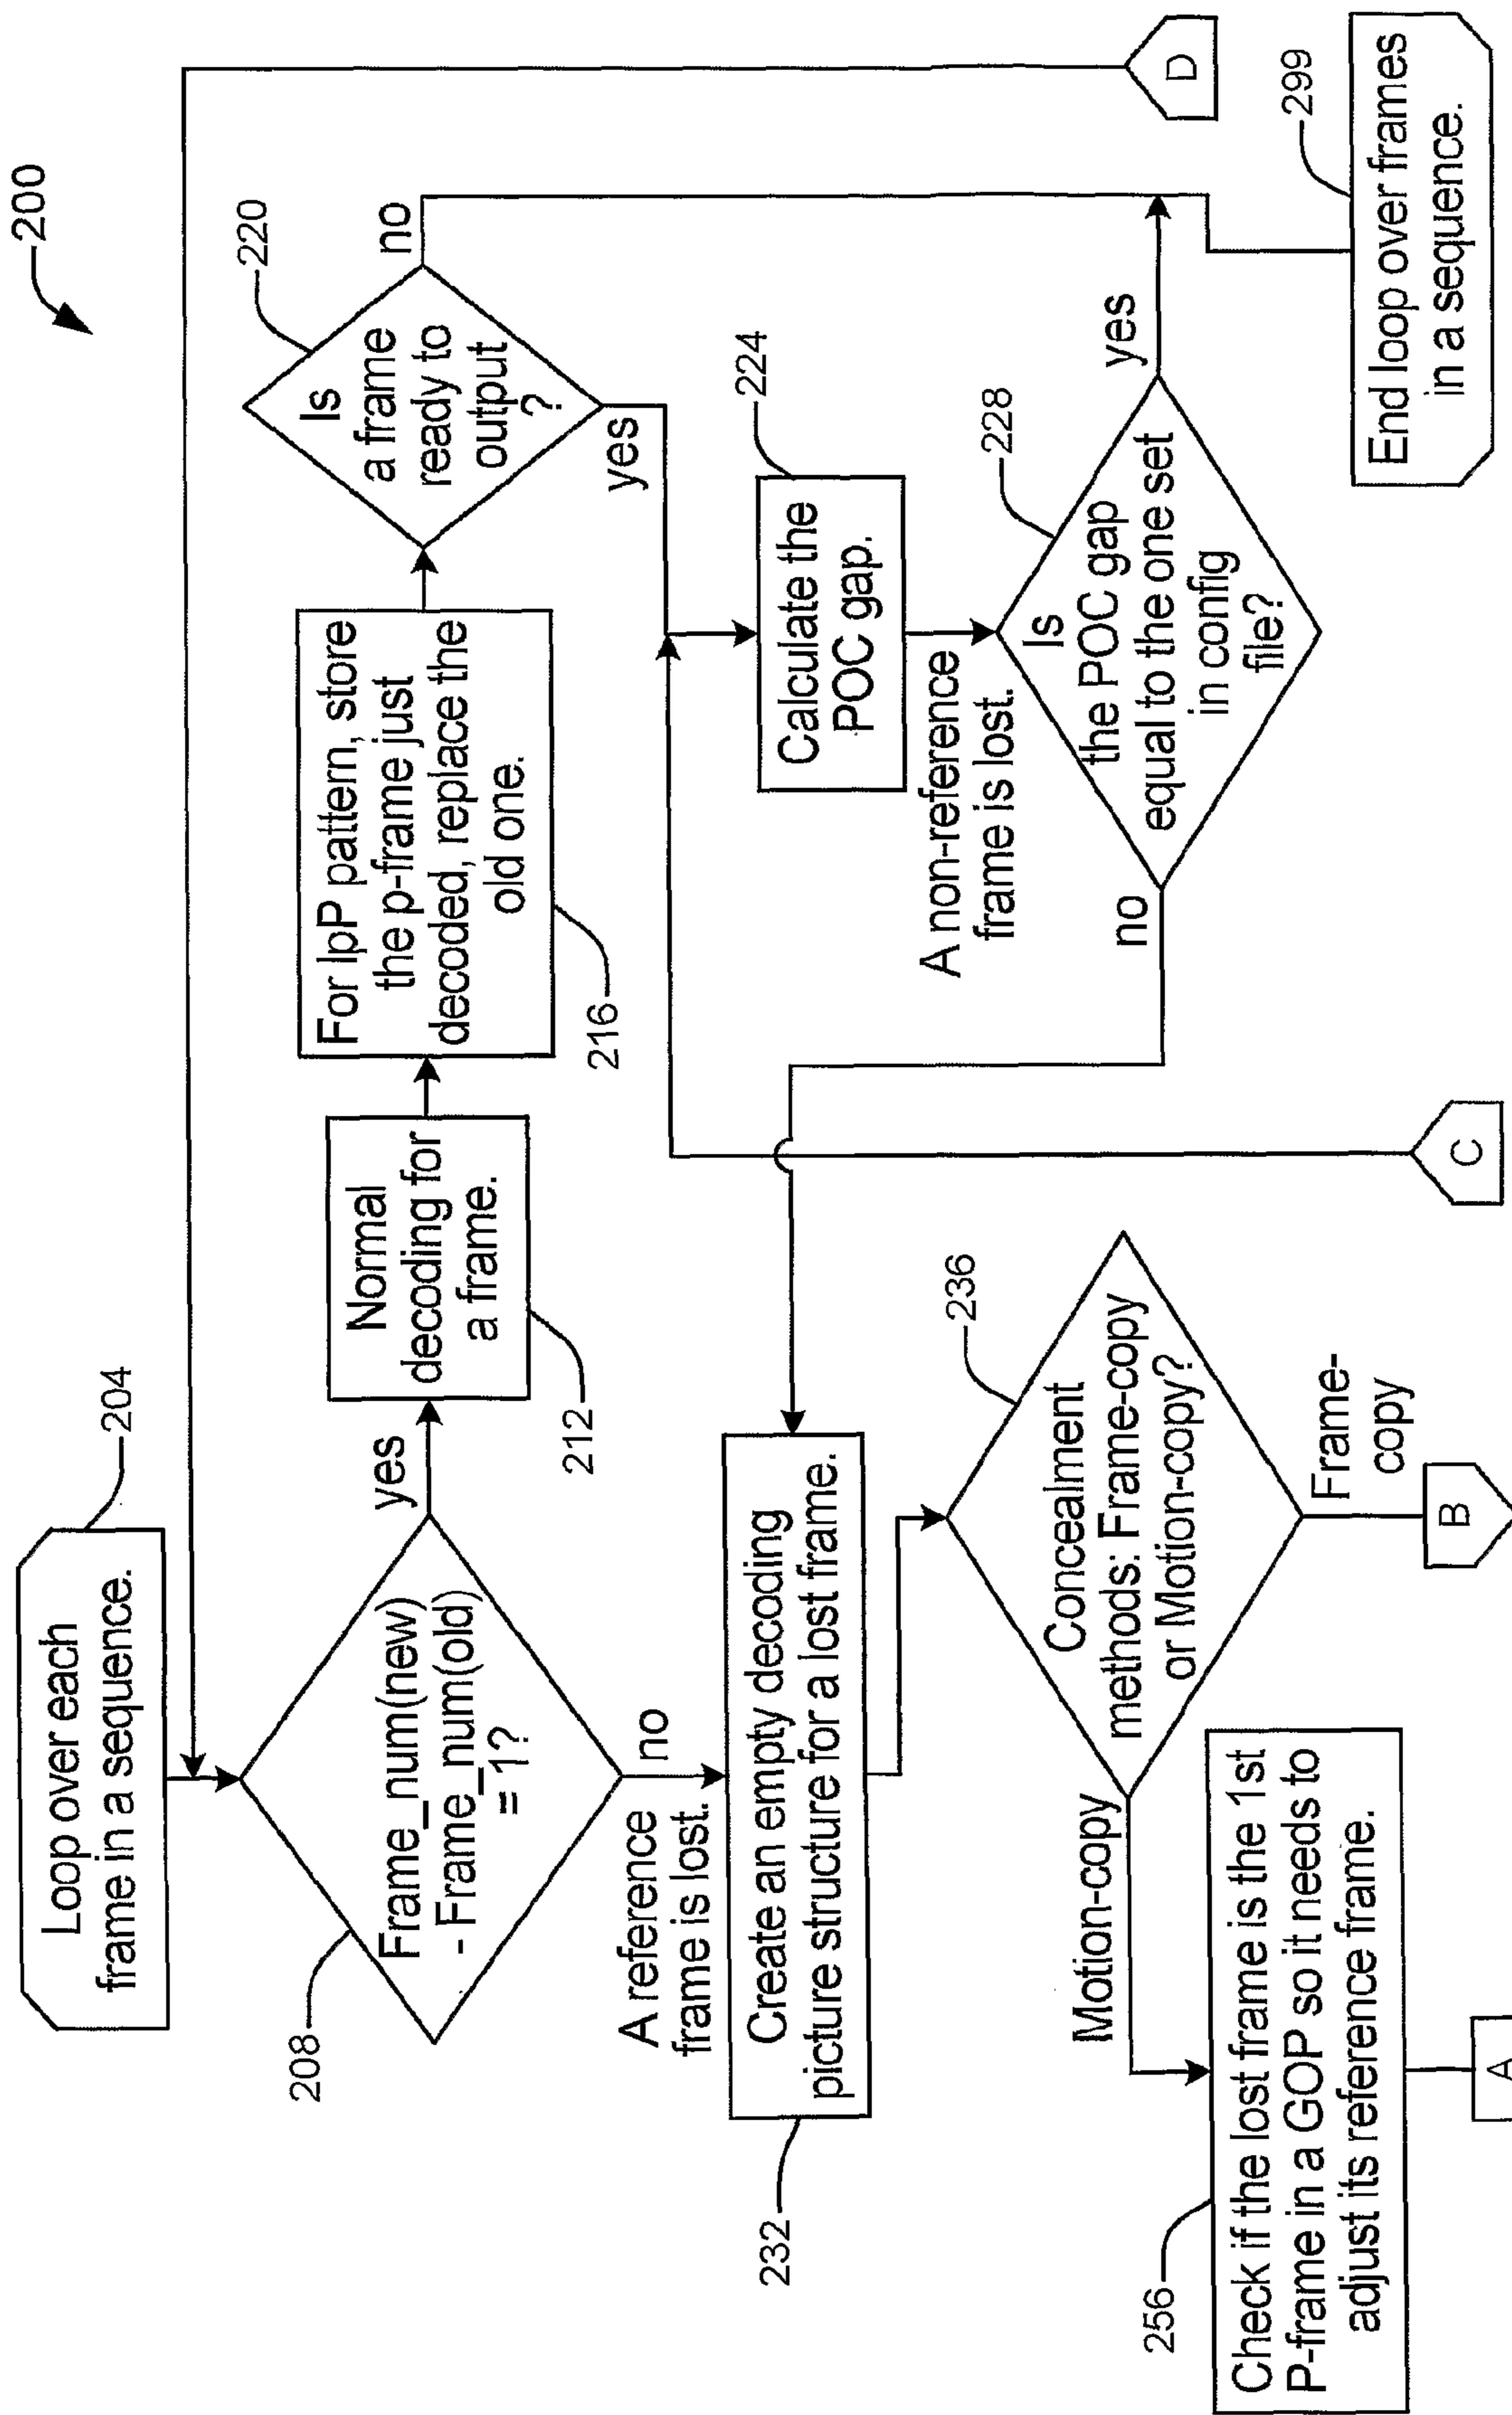 200
Loop over each
frame in a sequence.
204
208
Frame_num(new)
- Frame_num(old)
= 1?
yes
Normal
decoding for
a frame.
212
For IpP pattern, store
the p-frame just
decoded, replace the
old one.
216
Is
a frame
ready to
output
?
220
no
yes
Calculate the
POC gap.
224
A non-reference
frame is lost.
Is
the POC gap
equal to the one set
in config
file?
228
yes
no
no
A reference
frame is lost.
Create an empty decoding
picture structure for a lost frame.
232
Concealment
methods: Frame-copy
or Motion-copy?
236
Motion-copy
Frame-
copy
Check if the lost frame is the 1st
P-frame in a GOP so it needs to
adjust its reference frame.
256
A
B
C
D
End loop over frames
in a sequence.
299